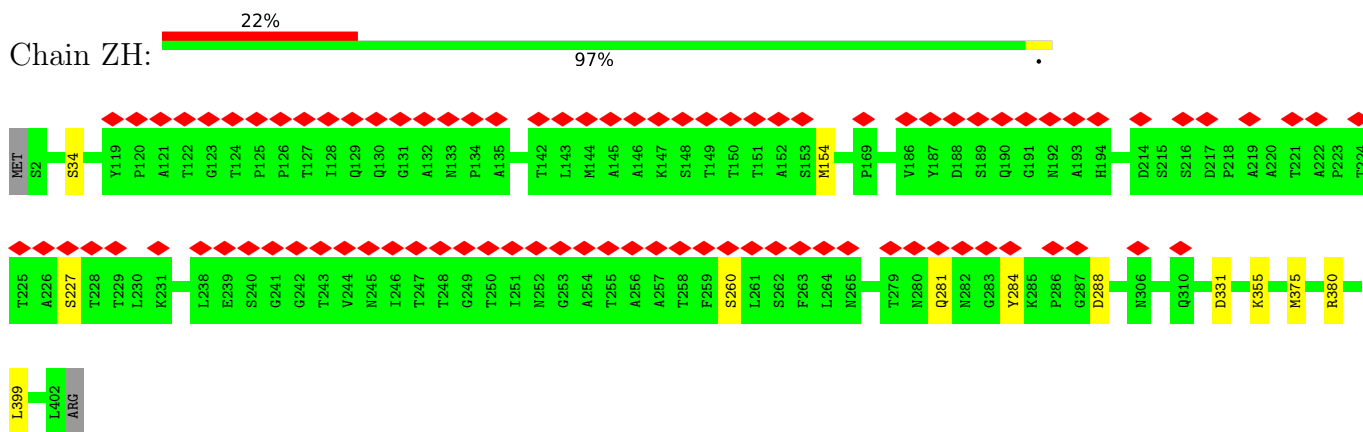 22%
Chain ZH:
97%
•
MET S2 S34 Y119 P120 A121 T122 G123 T124 P125 P126 T127 I128 Q129 Q130 G131 A132 N133 P134 A135 T142 L143 M144 A145 A146 K147 S148 T149 T150 T151 A152 S153 M154 P169 V186 Y187 D188 S189 Q190 G191 N192 A193 H194 D214 S215 S216 D217 P218 A219 A220 T221 A222 P223 T224
T225 A226 S227 T228 T229 L230 K231 L238 E239 S240 G241 G242 T243 V244 N245 I246 T247 T248 G249 T250 I251 N252 G253 A254 T255 A256 A257 T258 F259 S260 L261 S262 F263 L264 N265 T279 N280 Q281 N282 G283 Y284 K285 P286 G287 D288 N306 Q310 D331 K355 M375 R380
L399 L402 ARG